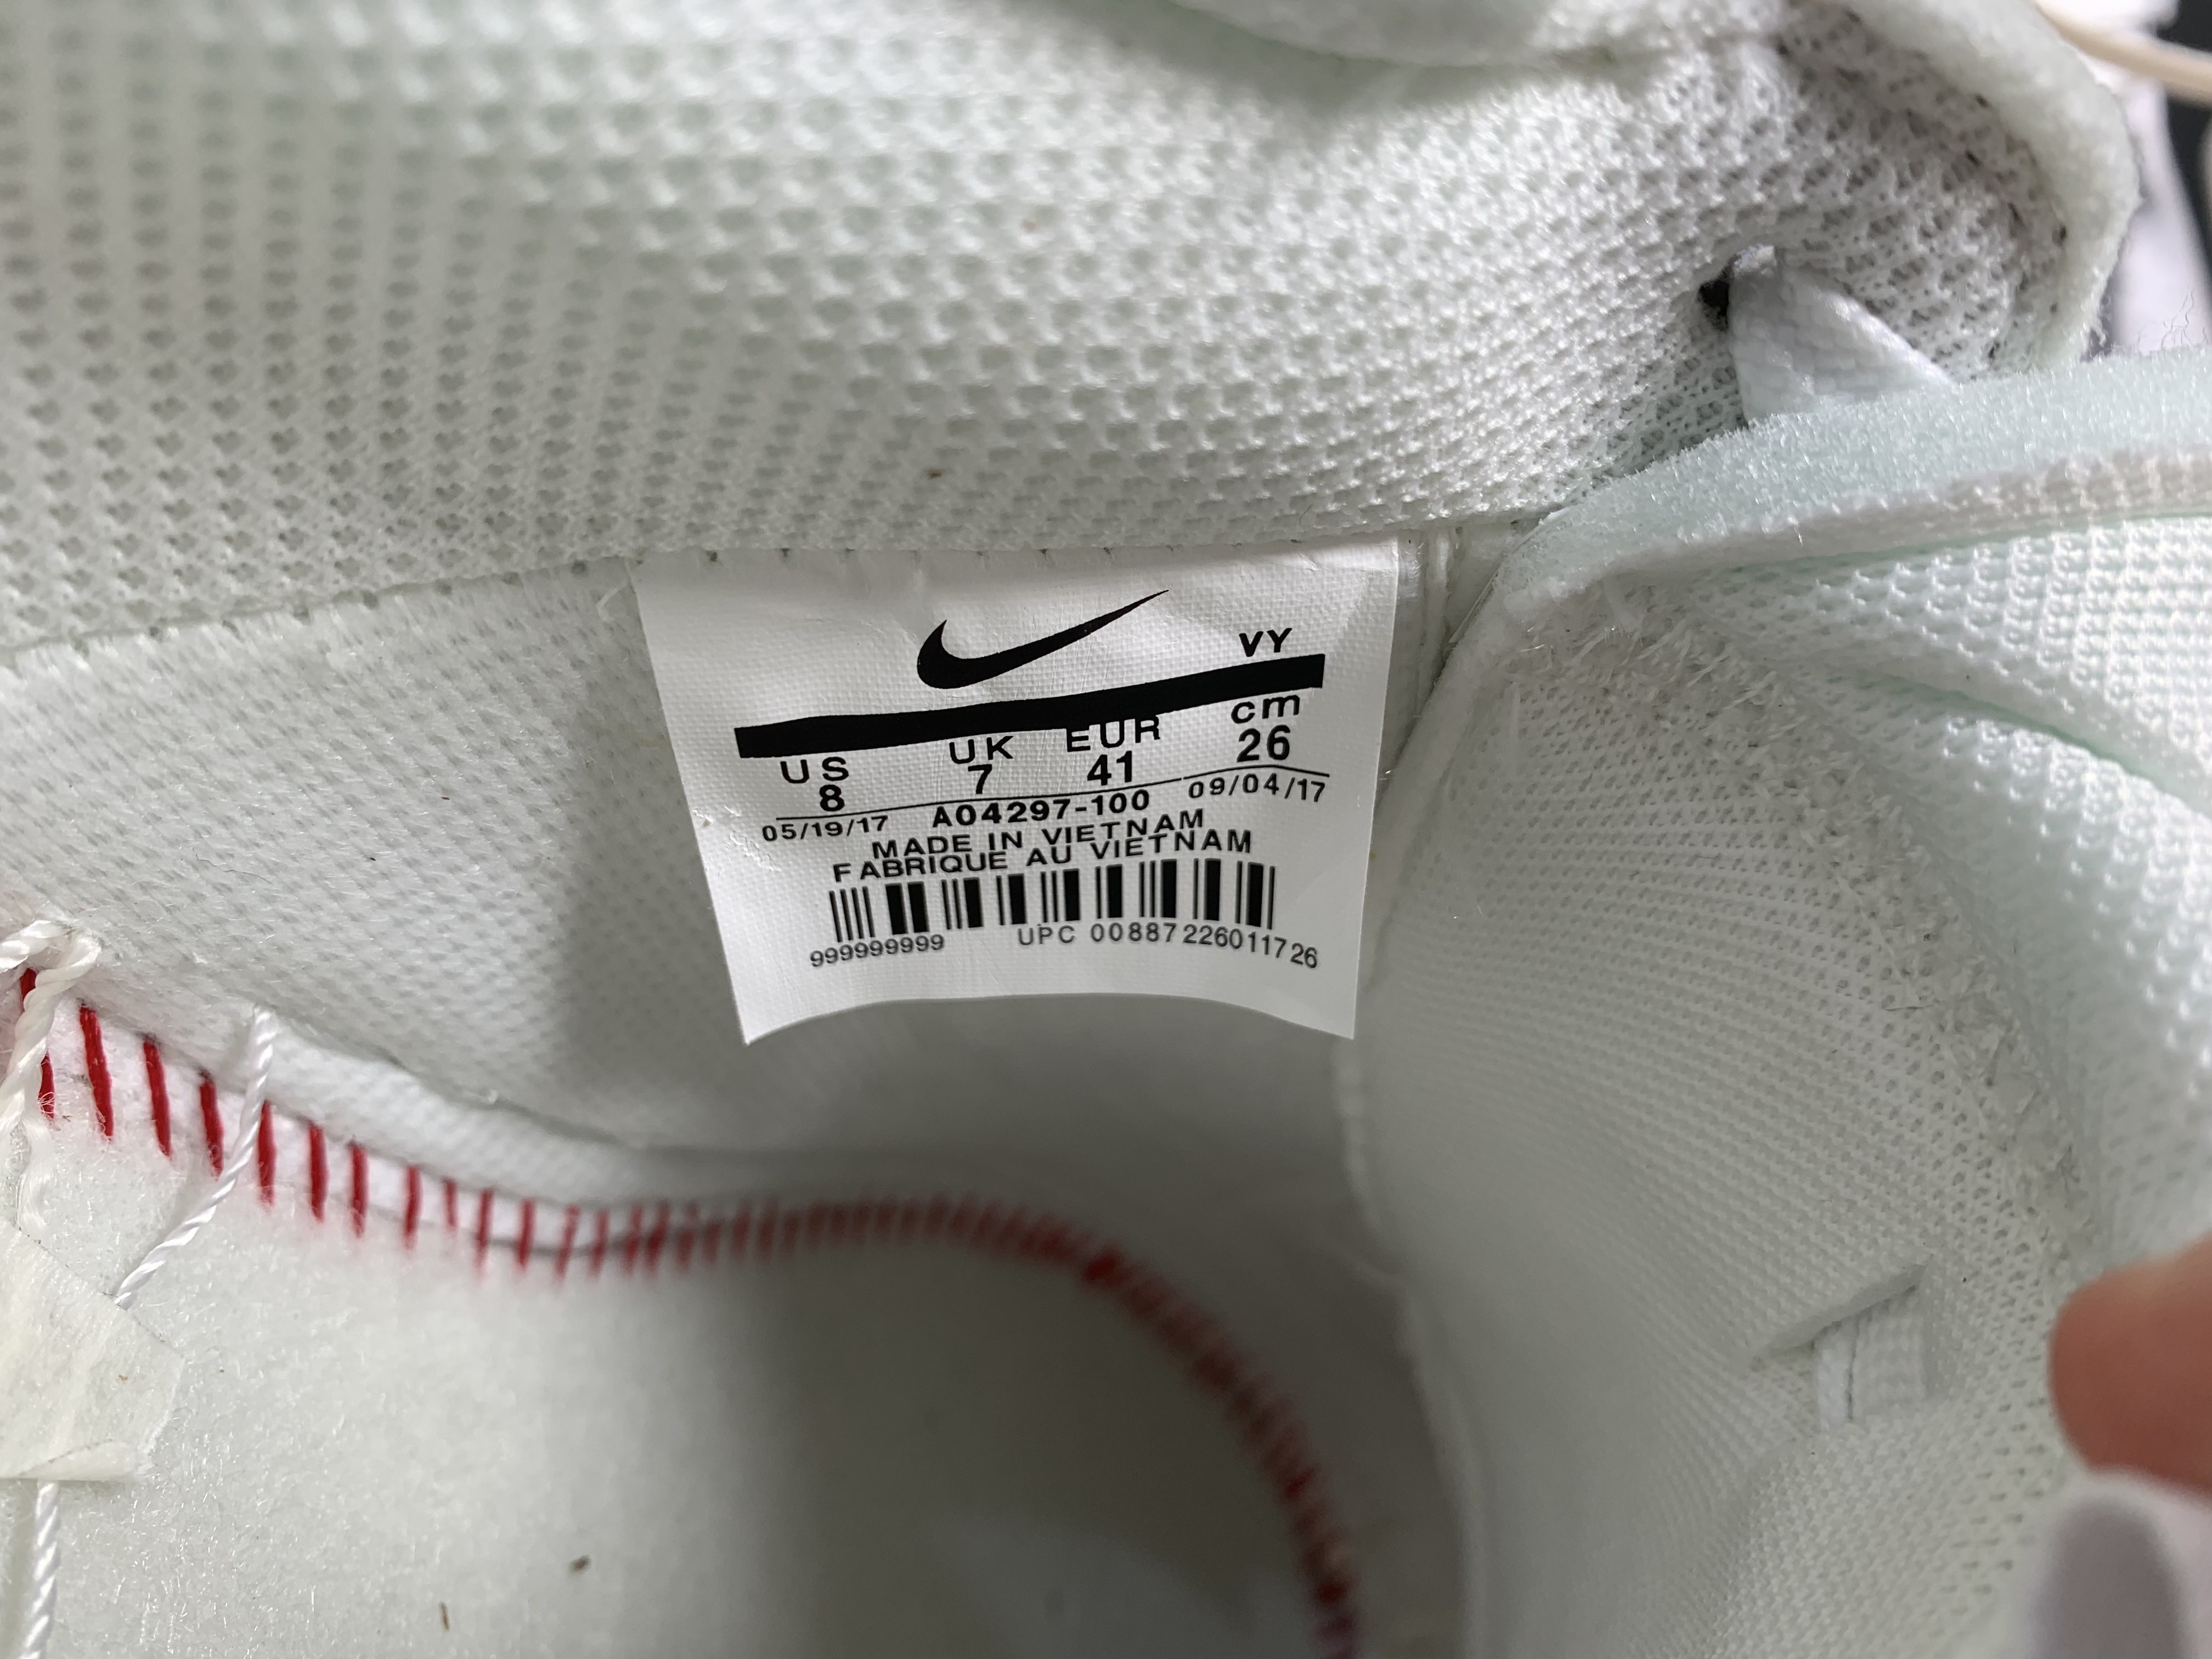 VY
US UK EUR cm
8 7 41 26
05/19/17 A04297-100 09/04/17
MADE IN VIETNAM
FABRIQUE AU VIETNAM
999999999 UPC 00887226011726